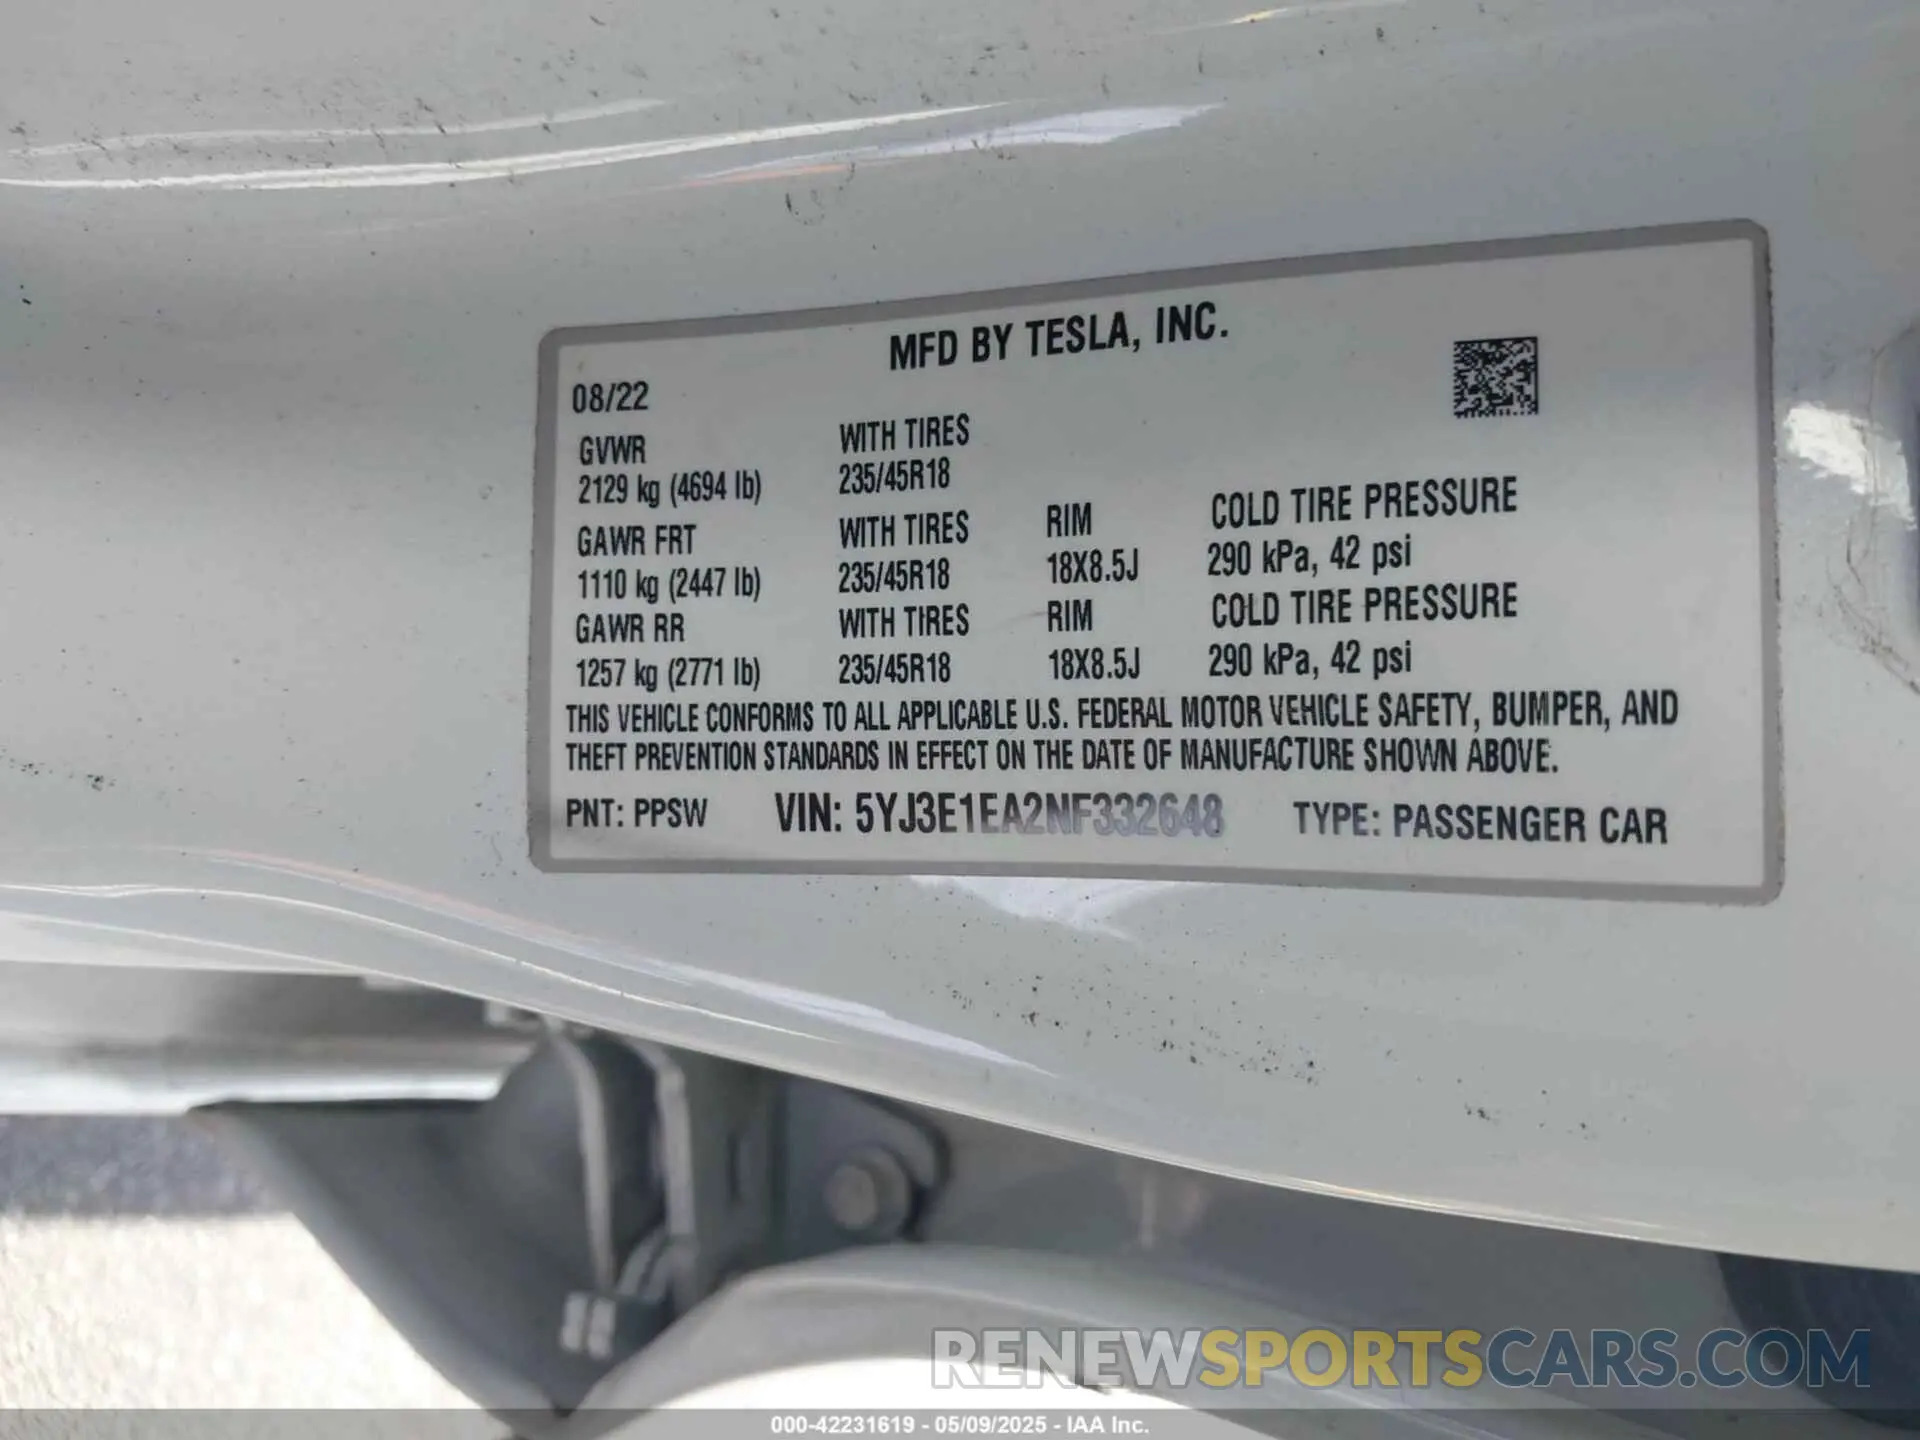 MFD BY TESLA, INC.
08/22
GVWR WITH TIRES
2129 kg (4694 lb) 235/45R18
GAWR FRT WITH TIRES RIM COLD TIRE PRESSURE
1110 kg (2447 lb) 235/45R18 18X8.5J 290 kPa, 42 psi
GAWR RR WITH TIRES RIM COLD TIRE PRESSURE
1257 kg (2771 lb) 235/45R18 18X8.5J 290 kPa, 42 psi
THIS VEHICLE CONFORMS TO ALL APPLICABLE U.S. FEDERAL MOTOR VEHICLE SAFETY, BUMPER, AND
THEFT PREVENTION STANDARDS IN EFFECT ON THE DATE OF MANUFACTURE SHOWN ABOVE.
PNT: PPSW VIN: 5YJ3E1EA2NF332648 TYPE: PASSENGER CAR
RENEWSPORTSCARS.COM
000-42231619 - 05/09/2025 - IAA Inc.